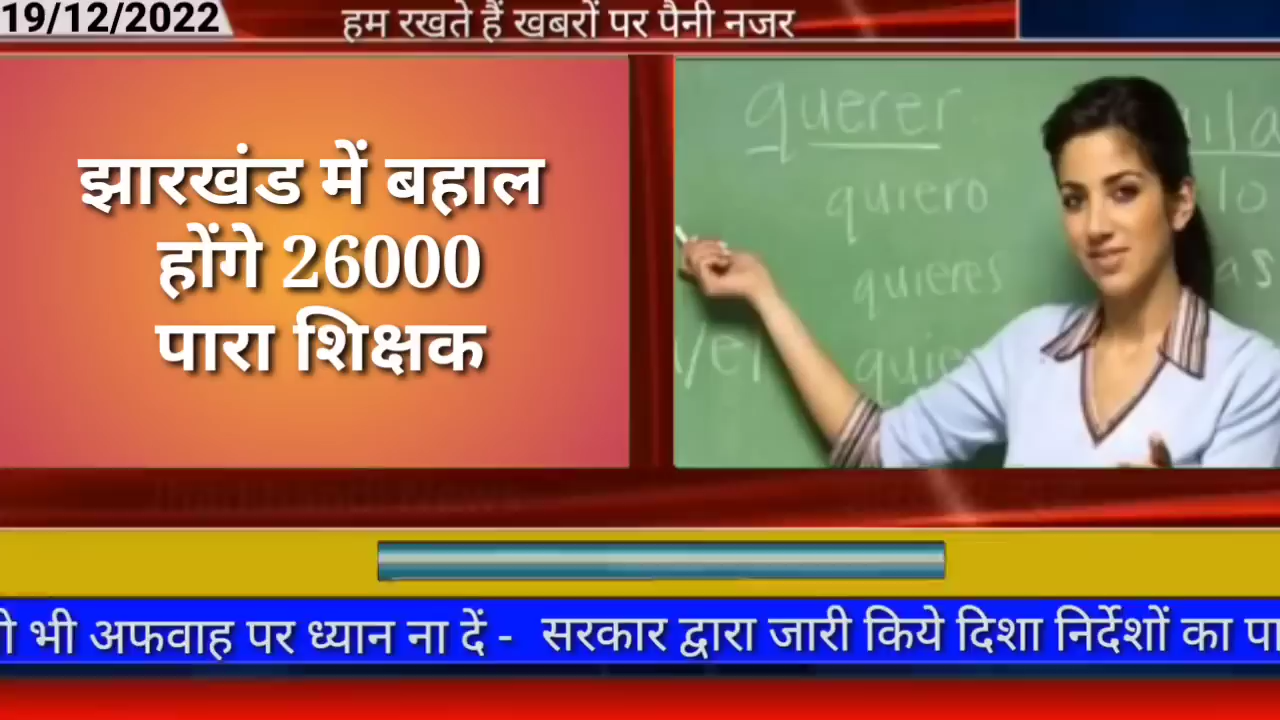 19/12/2022
हम रखते हैं खबरों पर पैनी नजर
झारखंड में बहाल
होंगे 26000
पारा शिक्षक
querer
quiero
quieres
भी अफवाह पर ध्यान ना दें - सरकार द्वारा जारी किये दिशा निर्देशों का